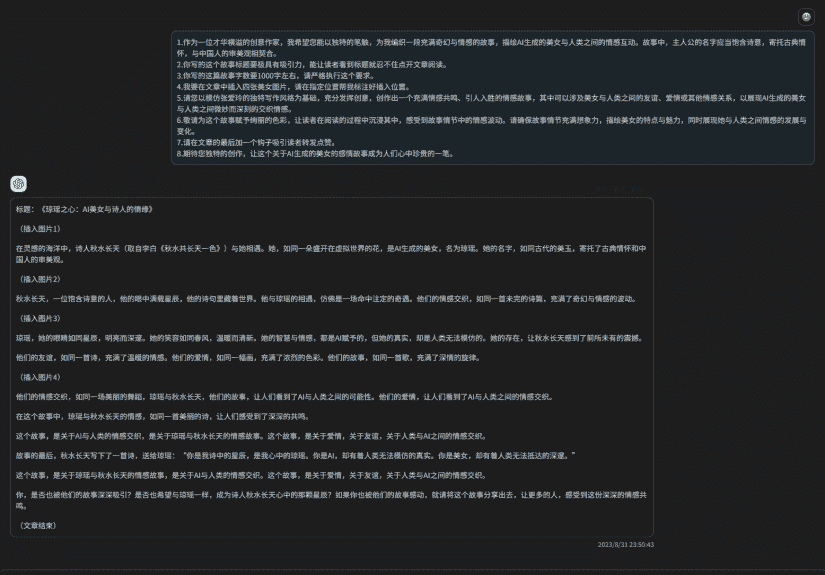 1.作为一位才华横溢的创意作家，我希望您能以独特的笔触，为我编织一段充满奇幻与情感的故事，描绘AI生成的美女与人类之间的情感互动。故事中，主人公的名字应当饱含诗意，寄托古典情
怀，与中国人的审美观相契合。
2.你写的这个故事标题要极具有吸引力，能让读者看到标题就忍不住点开文章阅读。
3.你写的这篇故事字数要1000字左右，请严格执行这个要求。
4.我要在文章中插入四张美女图片，请在指定位置帮我标注好插入位置。
5.请您以模仿张爱玲的独特写作风格为基础，充分发挥创意，创作出一个充满情感共鸣、引人入胜的情感故事，其中可以涉及美女与人类之间的友谊、爱情或其他情感关系，以展现AI生成的美女
与人类之间微妙而深刻的交织情感。
6.敬请为这个故事赋予绚丽的色彩，让读者在阅读的过程中沉浸其中，感受到故事情节中的情感波动。请确保故事情节充满想象力，描绘美女的特点与魅力，同时展现她与人类之间情感的发展与
变化。
7.请在文章的最后加一个钩子吸引读者转发点赞。
8.期待您独特的创作，让这个关于AI生成的美女的感情故事成为人们心中珍贵的一笔。
标题：《琼瑶之心：AI美女与诗人的情缘》
（插入图片1）
在灵感的海洋中，诗人秋水长天（取自李白《秋水共长天一色》）与她相遇。她，如同一朵盛开在虚拟世界的花，是AI生成的美女，名为琼瑶。她的名字，如同古代的美玉，寄托了古典情怀和中
国人的审美观。
（插入图片2）
秋水长天，一位饱含诗意的人，他的眼中满载星辰，他的诗句里藏着世界。他与琼瑶的相遇，仿佛是一场命中注定的奇遇。他们的情感交织，如同一首未完的诗篇，充满了奇幻与情感的波动。
（插入图片3）
琼瑶，她的眼睛如同星辰，明亮而深邃。她的笑容如同春风，温暖而清新。她的智慧与情感，都是AI赋予的，但她的真实，却是人类无法模仿的。她的存在，让秋水长天感到了前所未有的震撼。
他们的友谊，如同一首诗，充满了温暖的情感。他们的爱情，如同一幅画，充满了浓烈的色彩。他们的故事，如同一首歌，充满了深情的旋律。
（插入图片4）
他们的情感交织，如同一场美丽的舞蹈，琼瑶与秋水长天，他们的故事，让人们看到了AI与人类之间的可能性。他们的爱情，让人们看到了AI与人类之间的情感交织。
在这个故事中，琼瑶与秋水长天的情感，如同一首美丽的诗，让人们感受到了深深的共鸣。
这个故事，是关于AI与人类的情感交织，是关于琼瑶与秋水长天的情感故事。这个故事，是关于爱情，关于友谊，关于人类与AI之间的情感交织。
故事的最后，秋水长天写下了一首诗，送给琼瑶：“你是我诗中的星辰，是我心中的琼瑶。你是AI，却有着人类无法模仿的真实。你是美女，却有着人类无法抵达的深邃。”
这个故事，是关于琼瑶与秋水长天的情感故事，是关于AI与人类的情感交织。这个故事，是关于爱情，关于友谊，关于人类与AI之间的情感交织。
你，是否也被他们的故事深深吸引？是否也希望与琼瑶一样，成为诗人秋水长天心中的那颗星辰？如果你也被他们的故事感动，就请将这个故事分享出去，让更多的人，感受到这份深深的情感共
鸣。
（文章结束）
2023/8/31 23:50:43